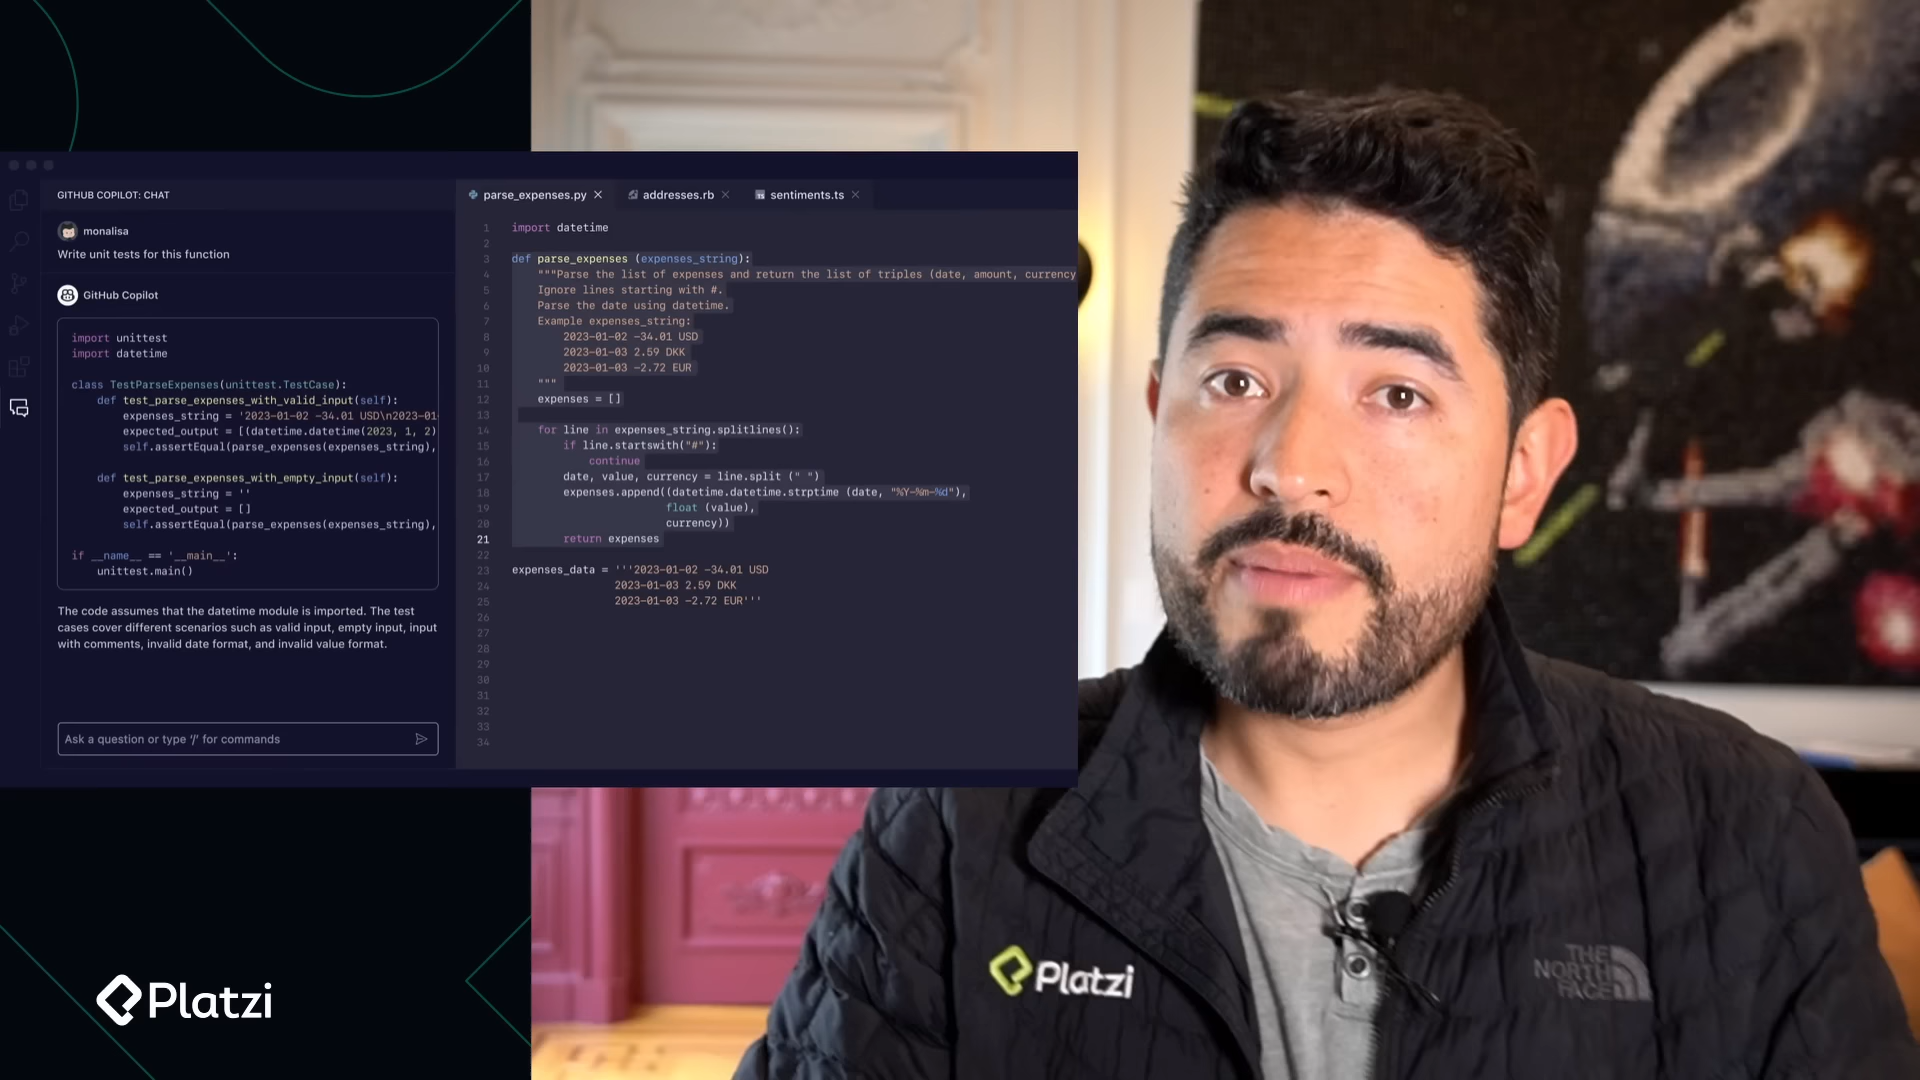 GITHUB COPILOT: CHAT
monalisa
Write unit tests for this function
GitHub Copilot
import unittest
import datetime
class TestParseExpenses(unittest.TestCase):
def test_parse_expenses_with_valid_input(self):
expenses_string = '2023-01-02 -34.01 USD\n2023-01-
expected_output = [(datetime.datetime(2023, 1, 2)
self.assertEqual(parse_expenses(expenses_string),
def test_parse_expenses_with_empty_input(self):
expenses_string = ''
expected_output = []
self.assertEqual(parse_expenses(expenses_string),
if __name__ == '__main__':
unittest.main()
The code assumes that the datetime module is imported. The test
cases cover different scenarios such as valid input, empty input, input
with comments, invalid date format, and invalid value format.
Ask a question or type '/' for commands
parse_expenses.py
addresses.rb
sentiments.ts
1 import datetime
2
3 def parse_expenses (expenses_string):
4 """Parse the list of expenses and return the list of triples (date, amount, currency
5 Ignore lines starting with #.
6 Parse the date using datetime.
7 Example expenses_string:
8 2023-01-02 -34.01 USD
9 2023-01-03 2.59 DKK
10 2023-01-03 -2.72 EUR
11 """
12 expenses = []
13
14 for line in expenses_string.splitlines():
15 if line.startswith("#"):
16 continue
17 date, value, currency = line.split (" ")
18 expenses.append((datetime.datetime.strptime (date, "%Y-%m-%d"),
19 float (value),
20 currency))
21 return expenses
22
23 expenses_data = '''2023-01-02 -34.01 USD
24 2023-01-03 2.59 DKK
25 2023-01-03 -2.72 EUR'''
26
27
28
29
30
31
32
33
34
Platzi
Platzi
THE
NORTH
FACE